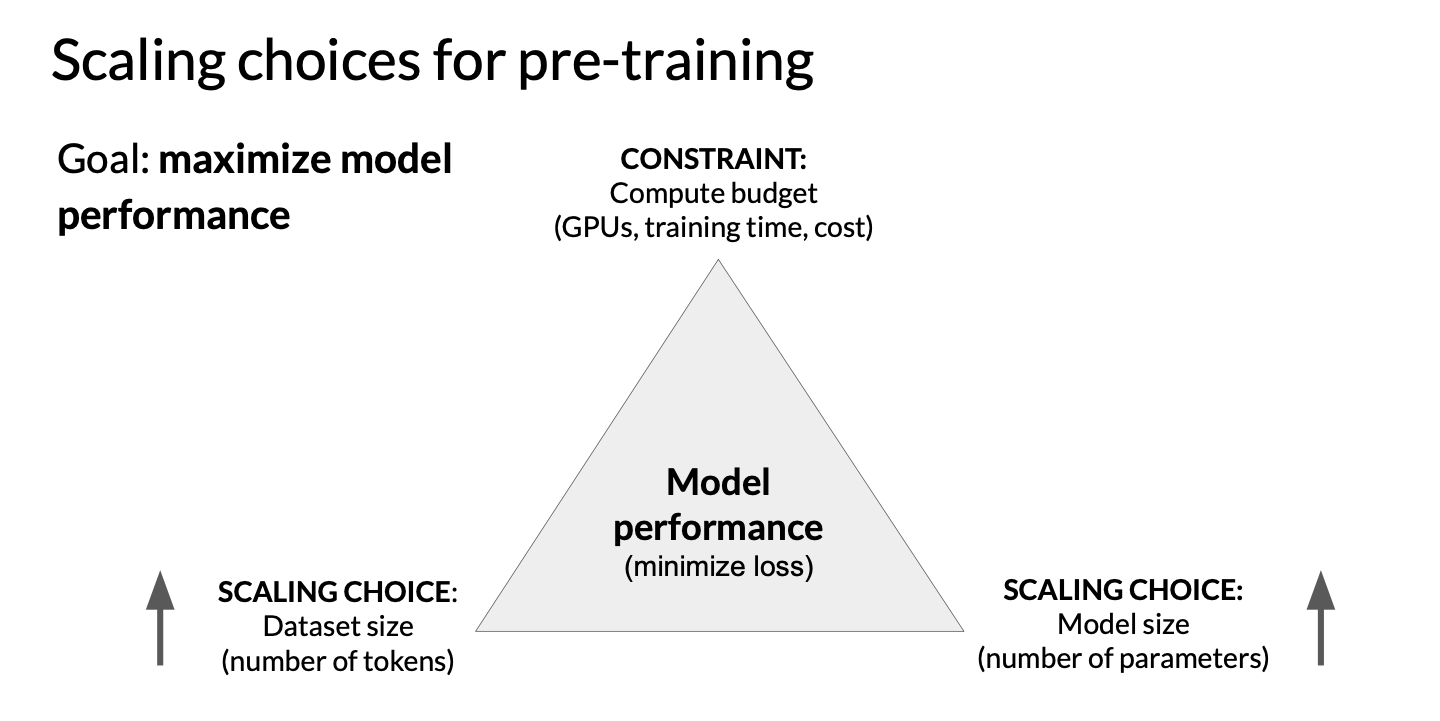 Scaling choices for pre-training
Goal: maximize model
performance
CONSTRAINT:
Compute budget
(GPUs, training time, cost)
Model
performance
(minimize loss)
SCALING CHOICE:
Dataset size
(number of tokens)
SCALING CHOICE:
Model size
(number of parameters)